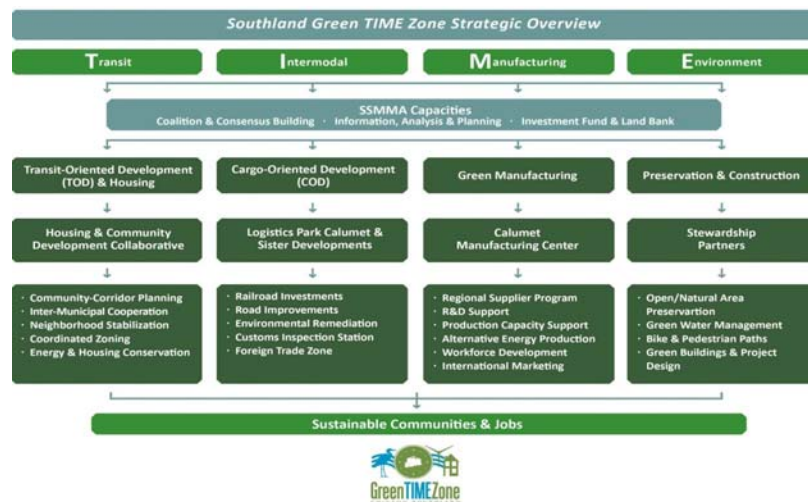 Southland Green TIME Zone Strategic Overview
Transit
Intermodal
Manufacturing
Environment
SSMMA Capacities
Coalition & Consensus Building · Information, Analysis & Planning · Investment Fund & Land Bank
Transit-Oriented Development
(TOD) & Housing
Cargo-Oriented Development
(COD)
Green Manufacturing
Preservation & Construction
Housing & Community
Development Collaborative
Logistics Park Calumet &
Sister Developments
Calumet
Manufacturing Center
Stewardship
Partners
· Community-Corridor Planning
· Inter-Municipal Cooperation
· Neighborhood Stabilization
· Coordinated Zoning
· Energy & Housing Conservation
· Railroad Investments
· Road Improvements
· Environmental Remediation
· Customs Inspection Station
· Foreign Trade Zone
· Regional Supplier Program
· R&D Support
· Production Capacity Support
· Alternative Energy Production
· Workforce Development
· International Marketing
· Open/Natural Area
Preservartion
· Green Water Management
· Bike & Pedestrian Paths
· Green Buildings & Project
Design
Sustainable Communities & Jobs
GreenTIMEZone